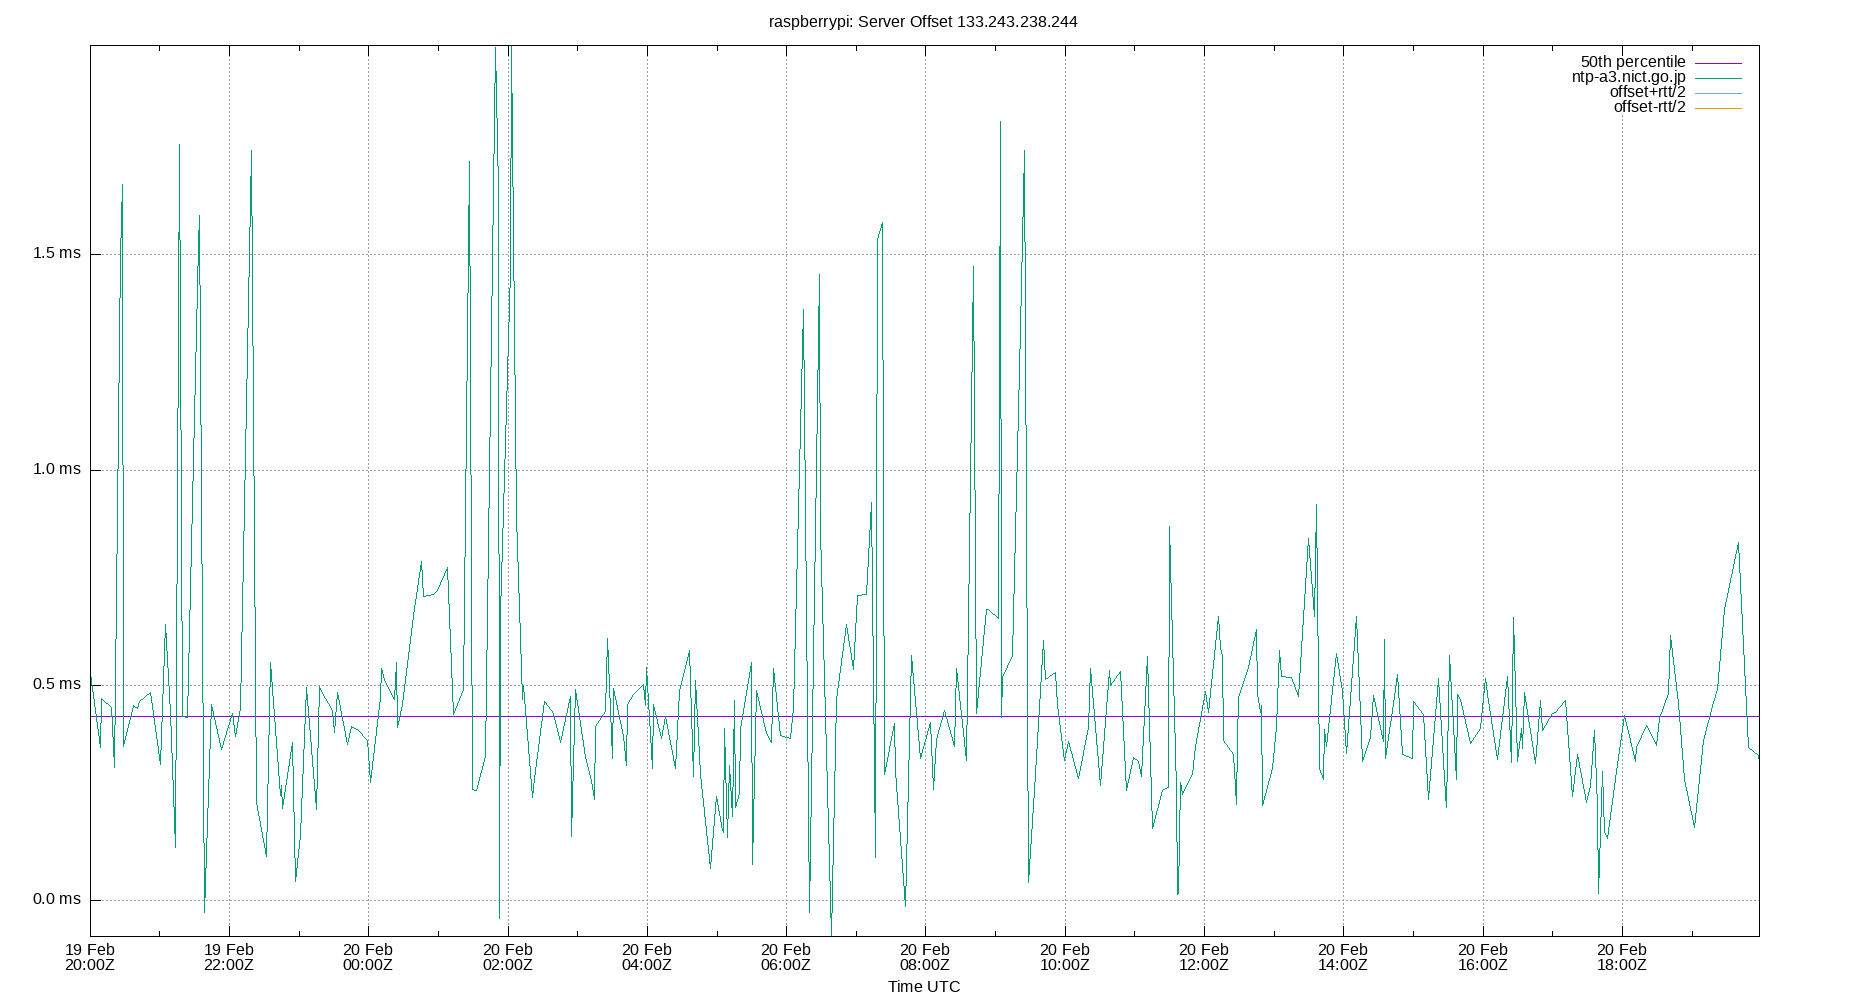 raspberrypi: Server Offset 133.243.238.244
50th percentile
ntp-a3.nict.go.jp
offset+rtt/2
offset-rtt/2
1.5 ms
1.0 ms
0.5 ms
0.0 ms
19 Feb 19 Feb 20 Feb 20 Feb 20 Feb 20 Feb 20 Feb 20 Feb 20 Feb 20 Feb 20 Feb 20 Feb
20:00Z 22:00Z 00:00Z 02:00Z 04:00Z 06:00Z 08:00Z 10:00Z 12:00Z 14:00Z 16:00Z 18:00Z
Time UTC